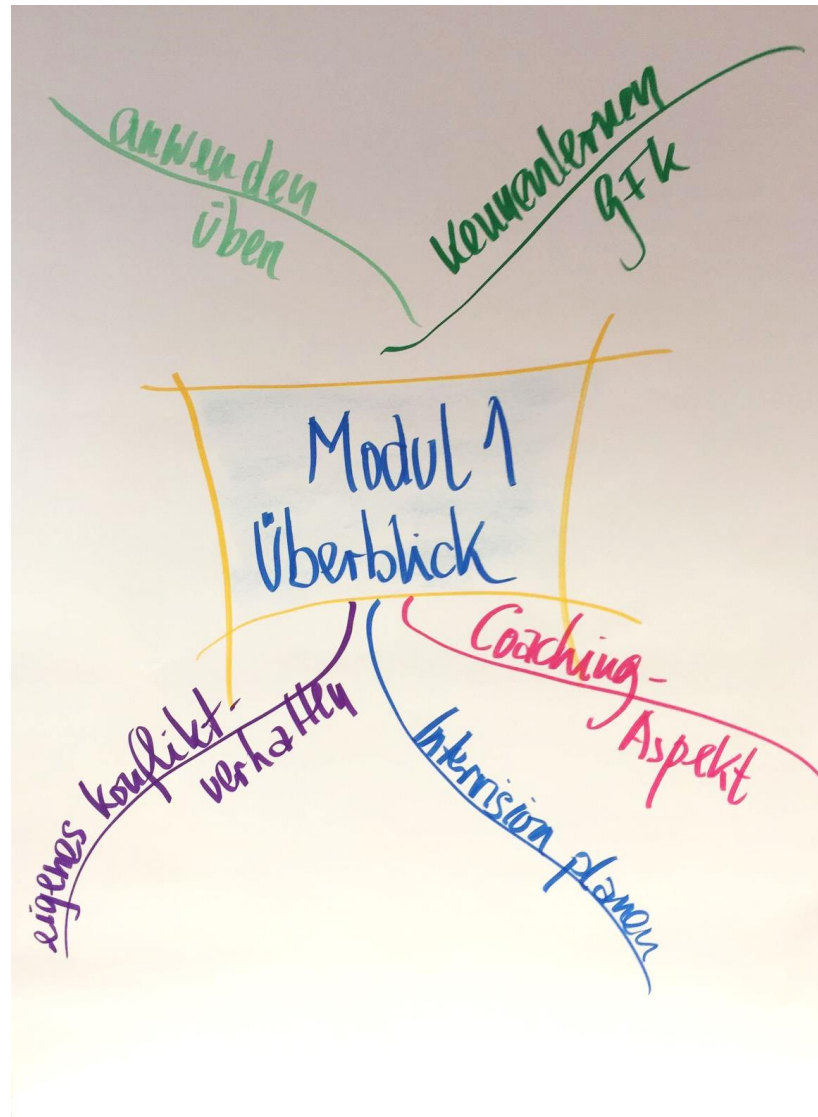 anwenden
üben
Kennenlernen
GFK
Modul 1
Überblick
Coaching-
Aspekt
Intervision planen
eigenes Konflikt-
verhalten